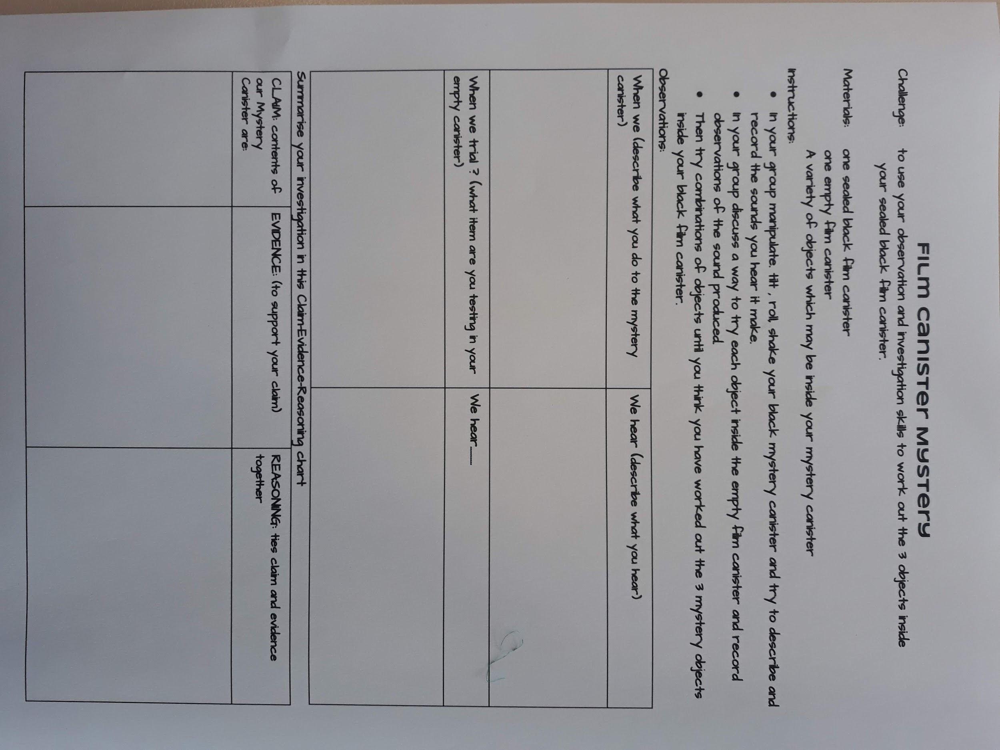 Film Canister Mystery
Challenge: to use your observation and investigation skills to work out the 3 objects inside
your sealed black film canister.
Materials: one sealed black film canister
one empty film canister
A variety of objects which may be inside your mystery canister
Instructions:
• In your group manipulate, tilt, roll, shake your black mystery canister and try to describe and
record the sounds you hear it make.
• In your group discuss a way to try each object inside the empty film canister and record
observations of the sound produced.
• Then try combinations of objects until you think you have worked out the 3 mystery objects
inside your black film canister.
Observations:
When we (describe what you do to the mystery
canister)
We hear (describe what you hear)
When we trial ? (what item are you testing in your
empty canister)
We hear.......
Summarise your investigation in this Claim-Evidence-Reasoning chart
CLAIM: contents of
our Mystery
Canister are:
EVIDENCE: (to support your claim)
REASONING: ties claim and evidence
together